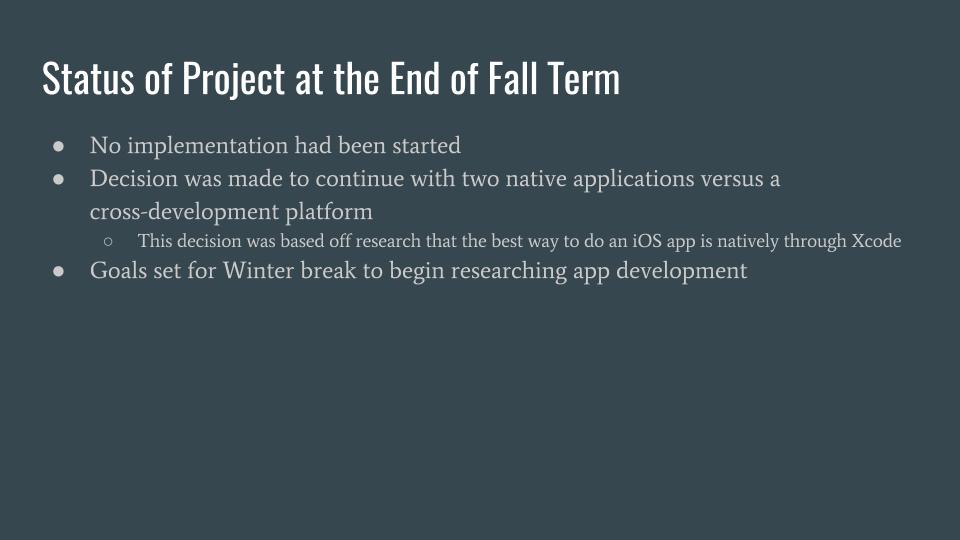 Status of Project at the End of Fall Term
● No implementation had been started
● Decision was made to continue with two native applications versus a
cross-development platform
○ This decision was based off research that the best way to do an iOS app is natively through Xcode
● Goals set for Winter break to begin researching app development